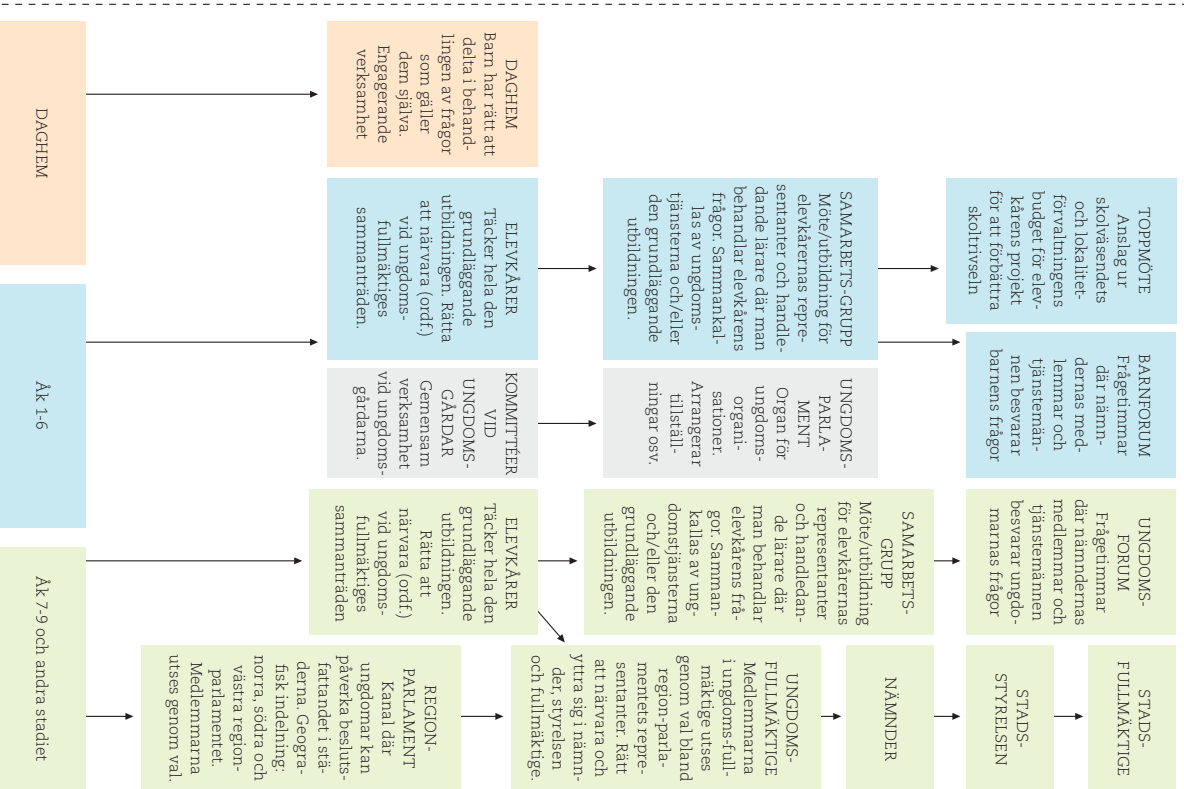 TOPPMÖTE
Anslag ur
skolväsendets
och lokalitet-
förvaltningens
budget för elev-
kårens projekt
för att förbättra
skoltrivseln
BARNFORUM
Frågetimmar
där nämn-
dernas med-
lemmar och
tjänstemän-
nen besvarar
barnens frågor
UNGDOMS-
FORUM
Frågetimmar
där nämndernas
medlemmar och
tjänstemännen
besvarar ungdo-
marnas frågor
STADS-
FULLMÄKTIGE
STADS-
STYRELSEN
SAMARBETS-GRUPP
Möte/utbildning för
elevkårernas repre-
sentanter och handle-
dande lärare där man
behandlar elevkårens
frågor. Sammankal-
las av ungdoms-
tjänsterna och/eller
den grundläggande
utbildningen.
UNGDOMS-
PARLA-
MENT
Organ för
ungdoms-
organi-
sationer.
Arrangerar
tillställ-
ningar osv.
SAMARBETS-
GRUPP
Möte/utbildning
för elevkårernas
representanter
och handledan-
de lärare där
man behandlar
elevkårens frå-
gor. Samman-
kallas av ung-
domstjänsterna
och/eller den
grundläggande
utbildningen.
NÄMNDER
UNGDOMS-
FULLMÄKTIGE
Medlemmarna
i ungdoms-full-
mäktige utses
genom val bland
region-parla-
mentets repre-
sentanter. Rätt
att närvara och
yttra sig i nämn-
der, styrelsen
och fullmäktige.
DAGHEM
Barn har rätt att
delta i behand-
lingen av frågor
som gäller
dem själva.
Engagerande
verksamhet
ELEVKÅRER
Täcker hela den
grundläggande
utbildningen. Rätta
att närvara (ordf.)
vid ungdoms-
fullmäktiges
sammanträden.
KOMMITTÉER
VID
UNGDOMS-
GÅRDAR
Gemensam
verksamhet
vid ungdoms-
gårdarna.
ELEVKÅRER
Täcker hela den
grundläggande
utbildningen.
Rätta att
närvara (ordf.)
vid ungdoms-
fullmäktiges
sammanträden
REGION-
PARLAMENT
Kanal där
ungdomar kan
påverka besluts-
fattandet i stä-
derna. Geogra-
fisk indelning:
norra, södra och
västra region-
parlamentet.
Medlemmarna
utses genom val.
DAGHEM
Åk 1-6
Åk 7-9 och andra stadiet